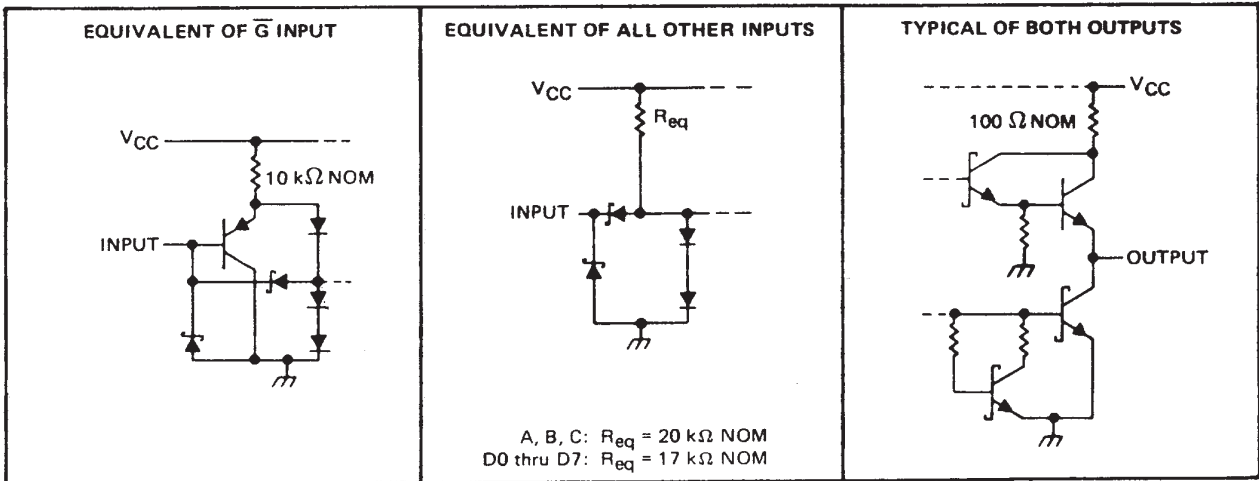 EQUIVALENT OF G̅ INPUT
VCC
10 kΩ NOM
INPUT
EQUIVALENT OF ALL OTHER INPUTS
VCC
Req
INPUT
A, B, C: Req = 20 kΩ NOM
D0 thru D7: Req = 17 kΩ NOM
TYPICAL OF BOTH OUTPUTS
VCC
100 Ω NOM
OUTPUT